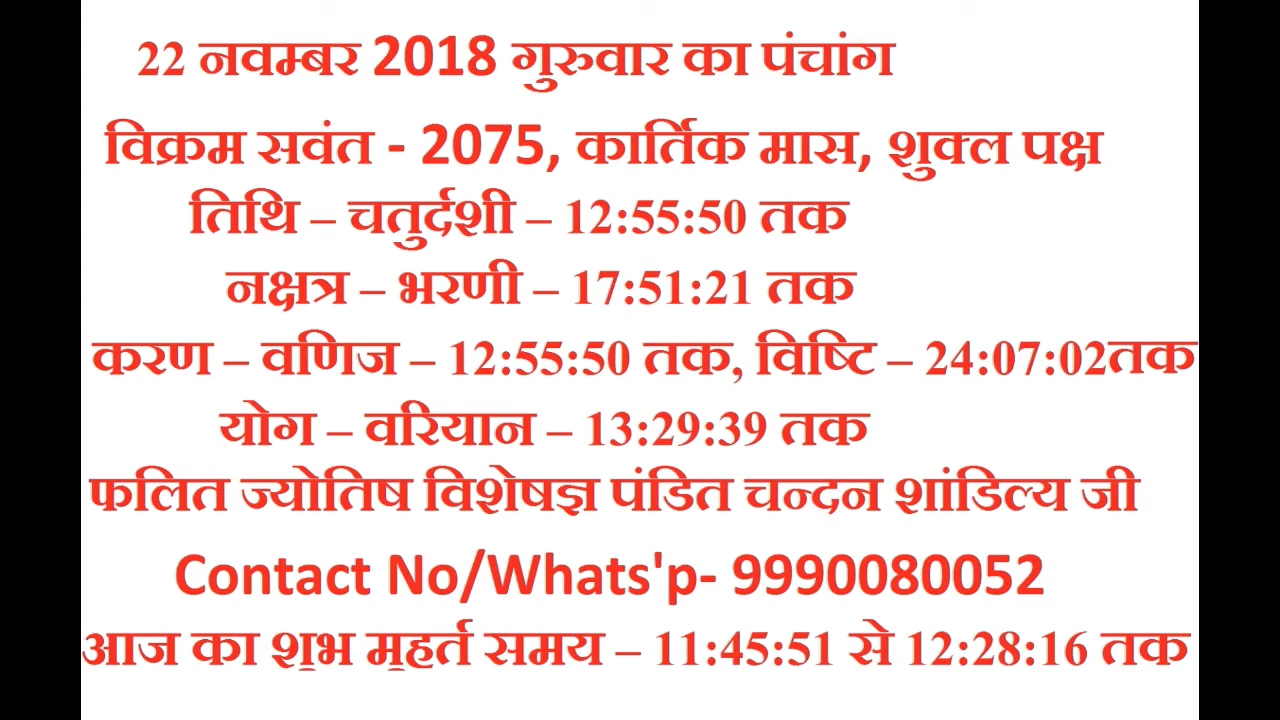 22 नवम्बर 2018 गुरुवार का पंचांग
विक्रम सवंत - 2075, कार्तिक मास, शुक्ल पक्ष
तिथि – चतुर्दशी – 12:55:50 तक
नक्षत्र – भरणी – 17:51:21 तक
करण – वणिज – 12:55:50 तक, विष्टि – 24:07:02तक
योग – वरियान – 13:29:39 तक
फलित ज्योतिष विशेषज्ञ पंडित चन्दन शांडिल्य जी
Contact No/Whats'p- 9990080052
आज का शुभ मुहर्त समय – 11:45:51 से 12:28:16 तक